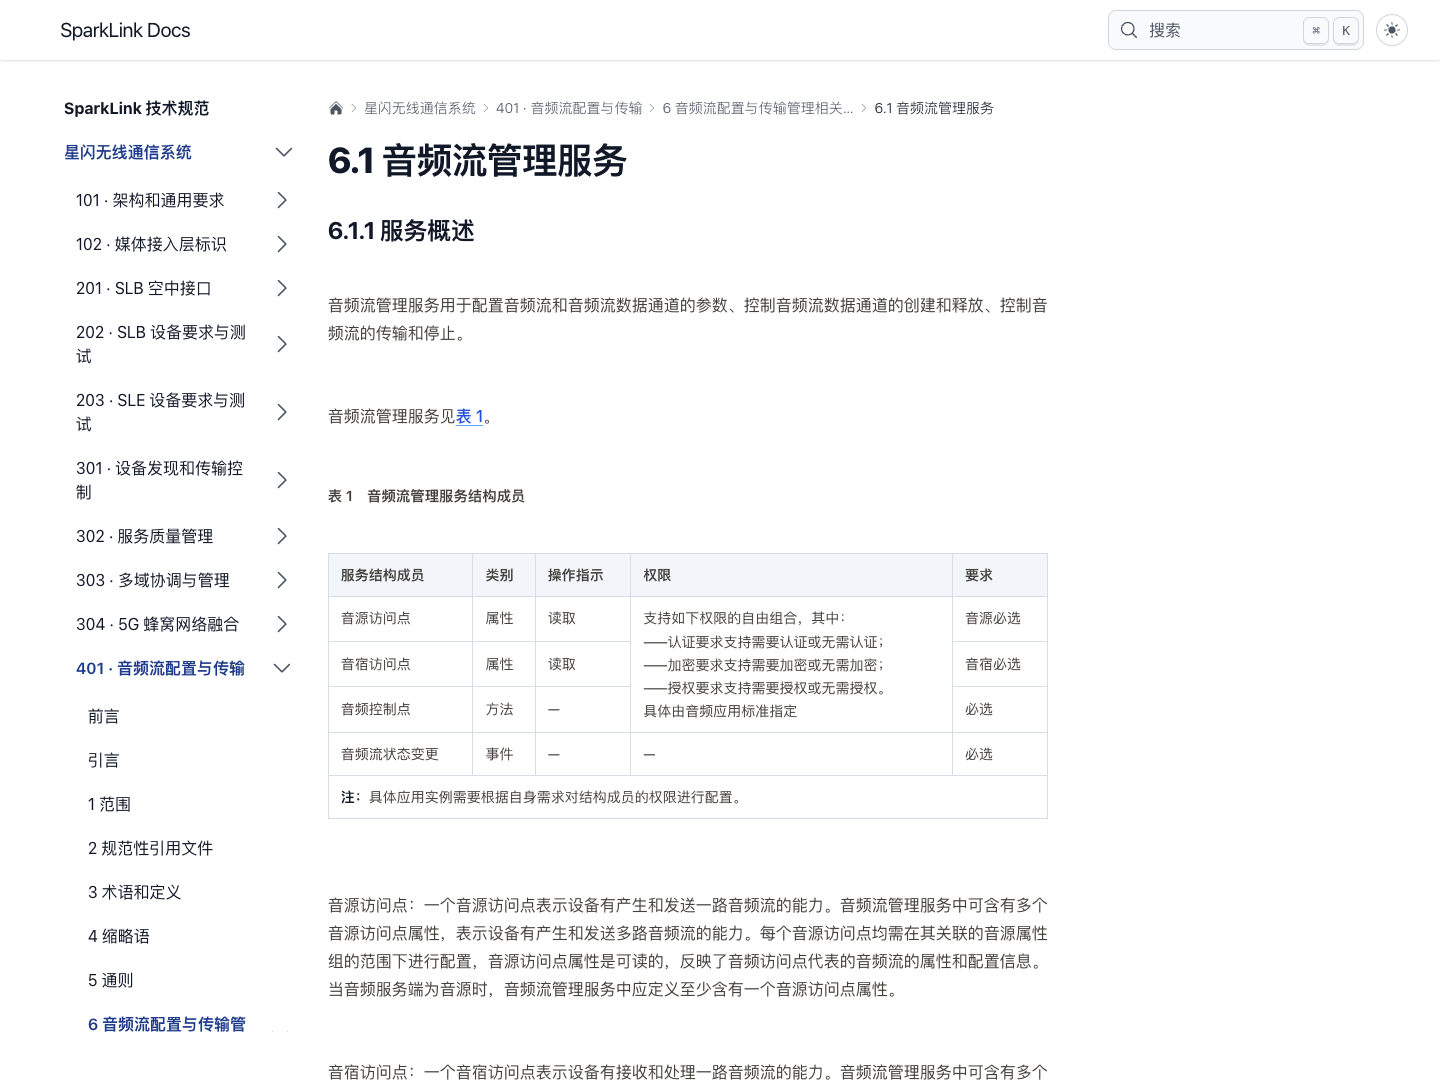 SparkLink Docs
搜索
⌘
K
SparkLink 技术规范
星闪无线通信系统
101 · 架构和通用要求
102 · 媒体接入层标识
201 · SLB 空中接口
202 · SLB 设备要求与测
试
203 · SLE 设备要求与测
试
301 · 设备发现和传输控
制
302 · 服务质量管理
303 · 多域协调与管理
304 · 5G 蜂窝网络融合
401 · 音频流配置与传输
前言
引言
1 范围
2 规范性引用文件
3 术语和定义
4 缩略语
5 通则
6 音频流配置与传输管
星闪无线通信系统
401 · 音频流配置与传输
6 音频流配置与传输管理相关...
6.1 音频流管理服务
6.1 音频流管理服务
6.1.1 服务概述
音频流管理服务用于配置音频流和音频流数据通道的参数、控制音频流数据通道的创建和释放、控制音
频流的传输和停止。
音频流管理服务见表 1。
表 1　音频流管理服务结构成员
服务结构成员 类别 操作指示 权限 要求
音源访问点 属性 读取 支持如下权限的自由组合，其中： 音源必选
——认证要求支持需要认证或无需认证；
音宿访问点 属性 读取 ——加密要求支持需要加密或无需加密； 音宿必选
——授权要求支持需要授权或无需授权。
音频控制点 方法 — 具体由音频应用标准指定 必选
音频流状态变更 事件 — — 必选
注：具体应用实例需要根据自身需求对结构成员的权限进行配置。
音源访问点：一个音源访问点表示设备有产生和发送一路音频流的能力。音频流管理服务中可含有多个
音源访问点属性，表示设备有产生和发送多路音频流的能力。每个音源访问点均需在其关联的音源属性
组的范围下进行配置，音源访问点属性是可读的，反映了音频访问点代表的音频流的属性和配置信息。
当音频服务端为音源时，音频流管理服务中应定义至少含有一个音源访问点属性。
音宿访问点：一个音宿访问点表示设备有接收和处理一路音频流的能力。音频流管理服务中可含有多个